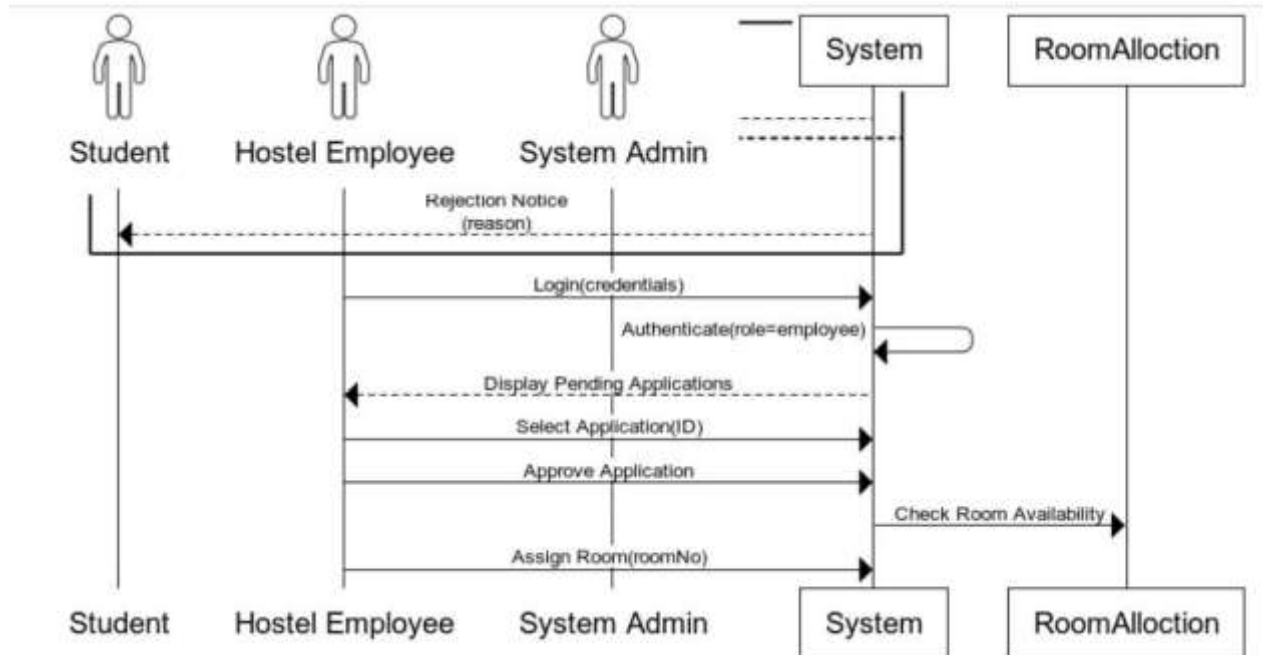 System
RoomAlloction
Student
Hostel Employee
System Admin
Rejection Notice
(reason)
Login(credentials)
Authenticate(role=employee)
Display Pending Applications
Select Application(ID)
Approve Application
Check Room Availability
Assign Room(roomNo)
Student
Hostel Employee
System Admin
System
RoomAlloction